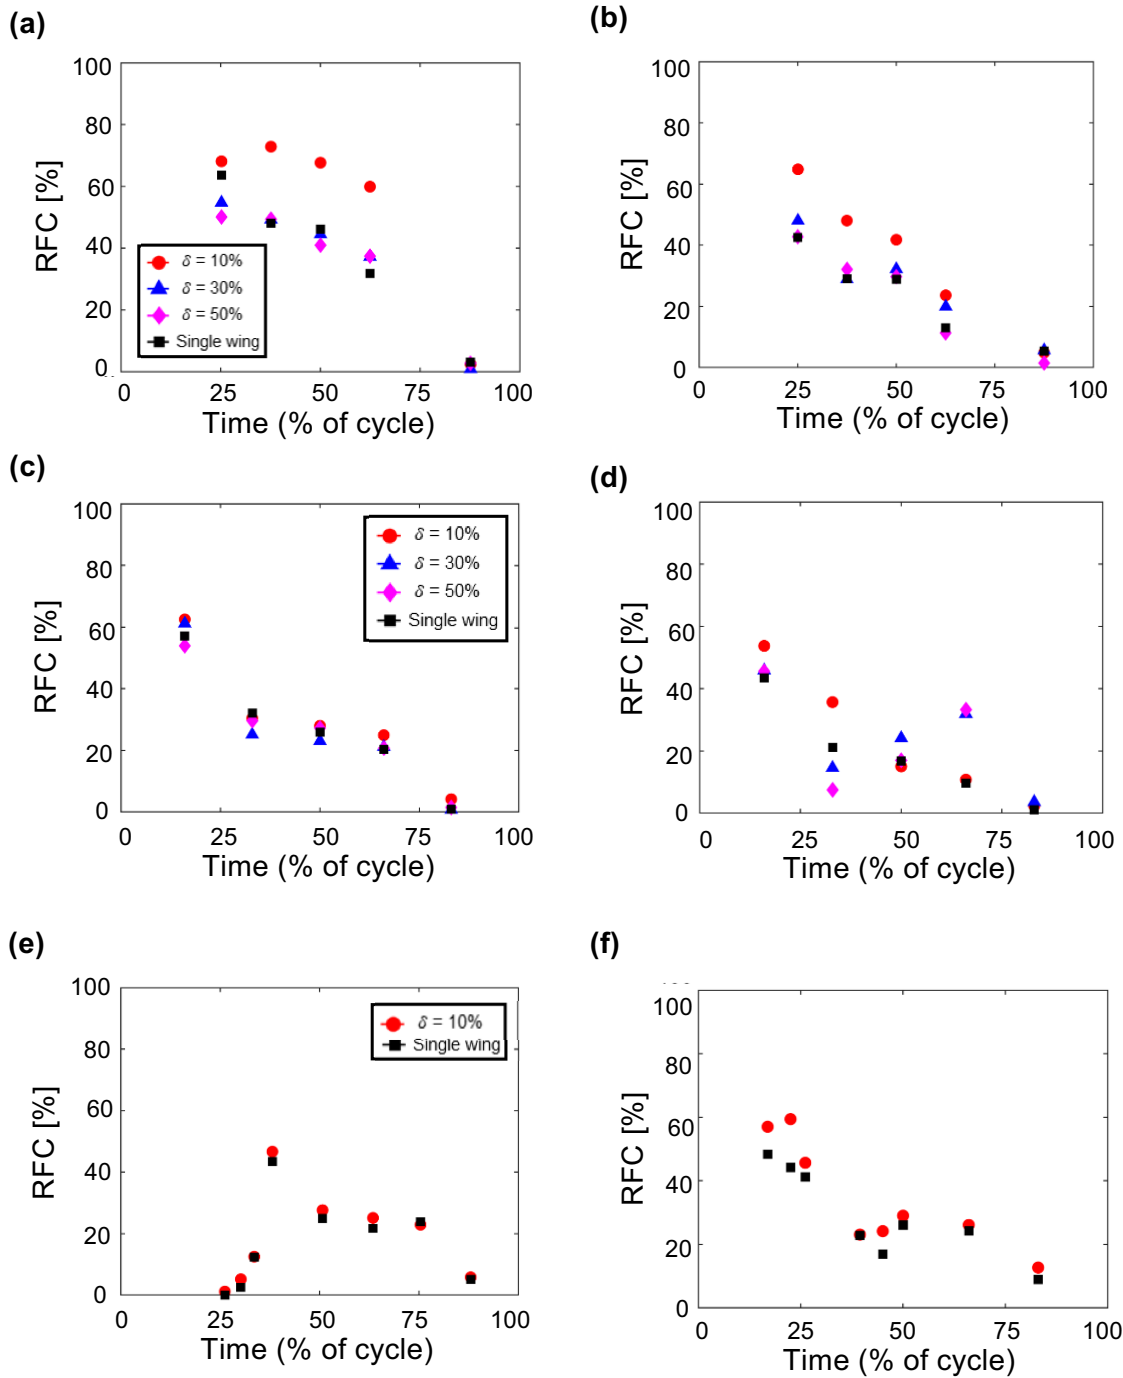 (a)
100
80
60
40
20
0
RFC [%]
δ = 10%
δ = 30%
δ = 50%
Single wing
0 25 50 75 100
Time (% of cycle)
(b)
100
80
60
40
20
0
RFC [%]
0 25 50 75 100
Time (% of cycle)
(c)
100
80
60
40
20
0
RFC [%]
δ = 10%
δ = 30%
δ = 50%
Single wing
0 25 50 75 100
Time (% of cycle)
(d)
100
80
60
40
20
0
RFC [%]
0 25 50 75 100
Time (% of cycle)
(e)
100
80
60
40
20
0
RFC [%]
δ = 10%
Single wing
0 25 50 75 100
Time (% of cycle)
(f)
80
60
40
20
0
RFC [%]
0 25 50 75 100
Time (% of cycle)